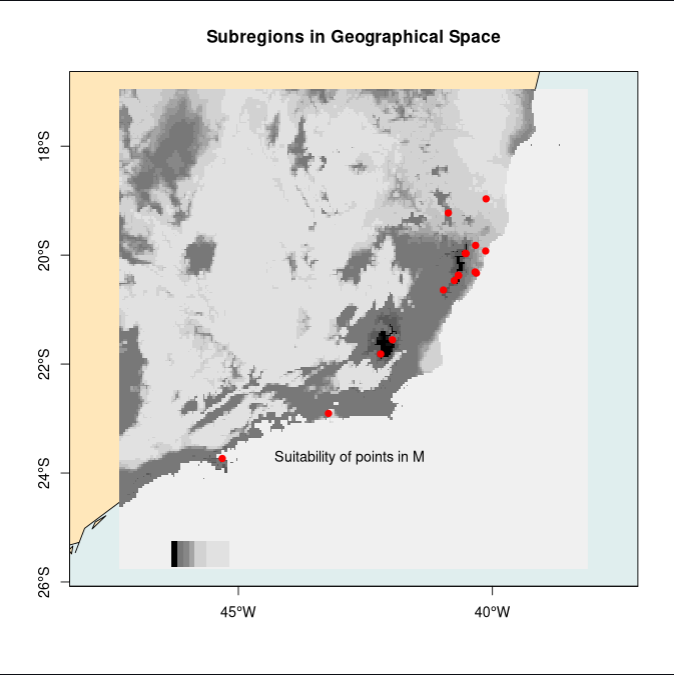 Subregions in Geographical Space
18°S
20°S
22°S
24°S
26°S
Suitability of points in M
45°W
40°W